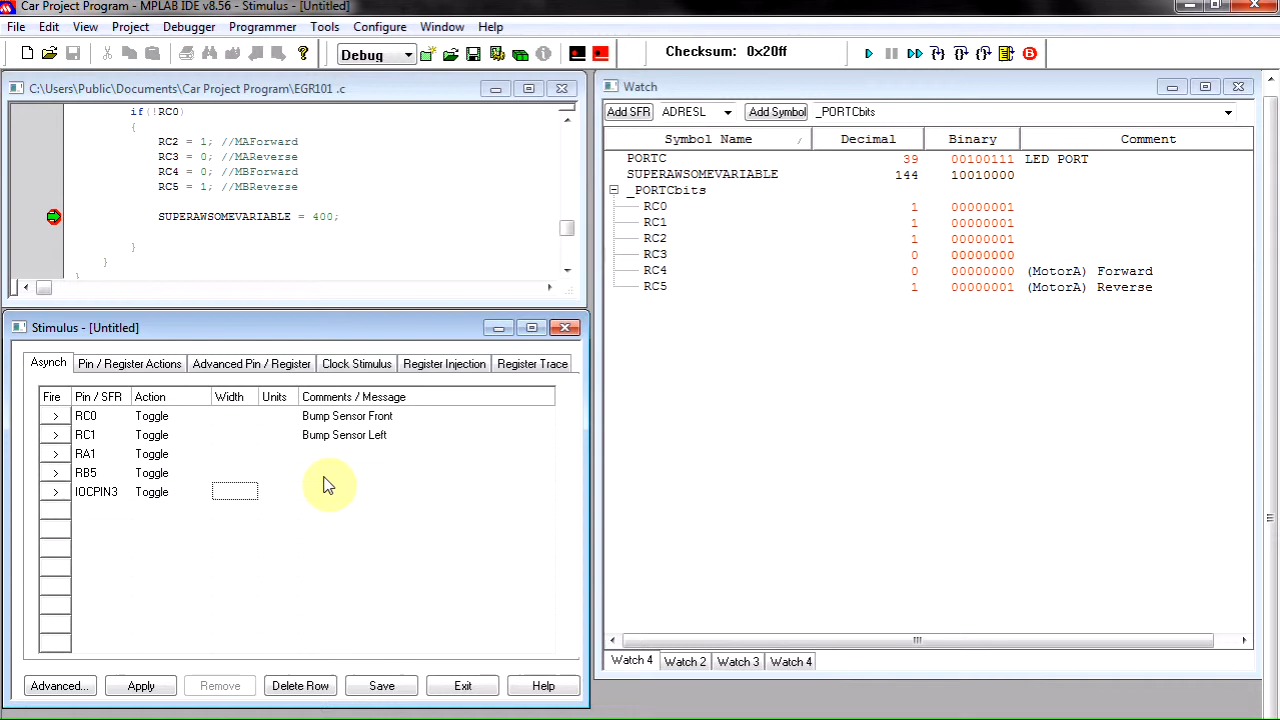 Car Project Program - MPLAB IDE v8.56 - Stimulus - [Untitled]
File Edit View Project Debugger Programmer Tools Configure Window Help
Debug Checksum: 0x20ff
C:\Users\Public\Documents\Car Project Program\EGR101 .c
if(!RC0)
{
RC2 = 1; //MAForward
RC3 = 0; //MAReverse
RC4 = 0; //MBForward
RC5 = 1; //MBReverse
SUPERAWSOMEVARIABLE = 400;
}
}
}
Watch
Add SFR ADRESL Add Symbol _PORTCbits
Symbol Name Decimal Binary Comment
PORTC 39 00100111 LED PORT
SUPERAWSOMEVARIABLE 144 10010000
_PORTCbits
RC0 1 00000001
RC1 1 00000001
RC2 1 00000001
RC3 0 00000000
RC4 0 00000000 (MotorA) Forward
RC5 1 00000001 (MotorA) Reverse
Watch 4 Watch 2 Watch 3 Watch 4
Stimulus - [Untitled]
Asynch Pin / Register Actions Advanced Pin / Register Clock Stimulus Register Injection Register Trace
Fire Pin / SFR Action Width Units Comments / Message
> RC0 Toggle Bump Sensor Front
> RC1 Toggle Bump Sensor Left
> RA1 Toggle
> RB5 Toggle
> IOCPIN3 Toggle
Advanced... Apply Remove Delete Row Save Exit Help